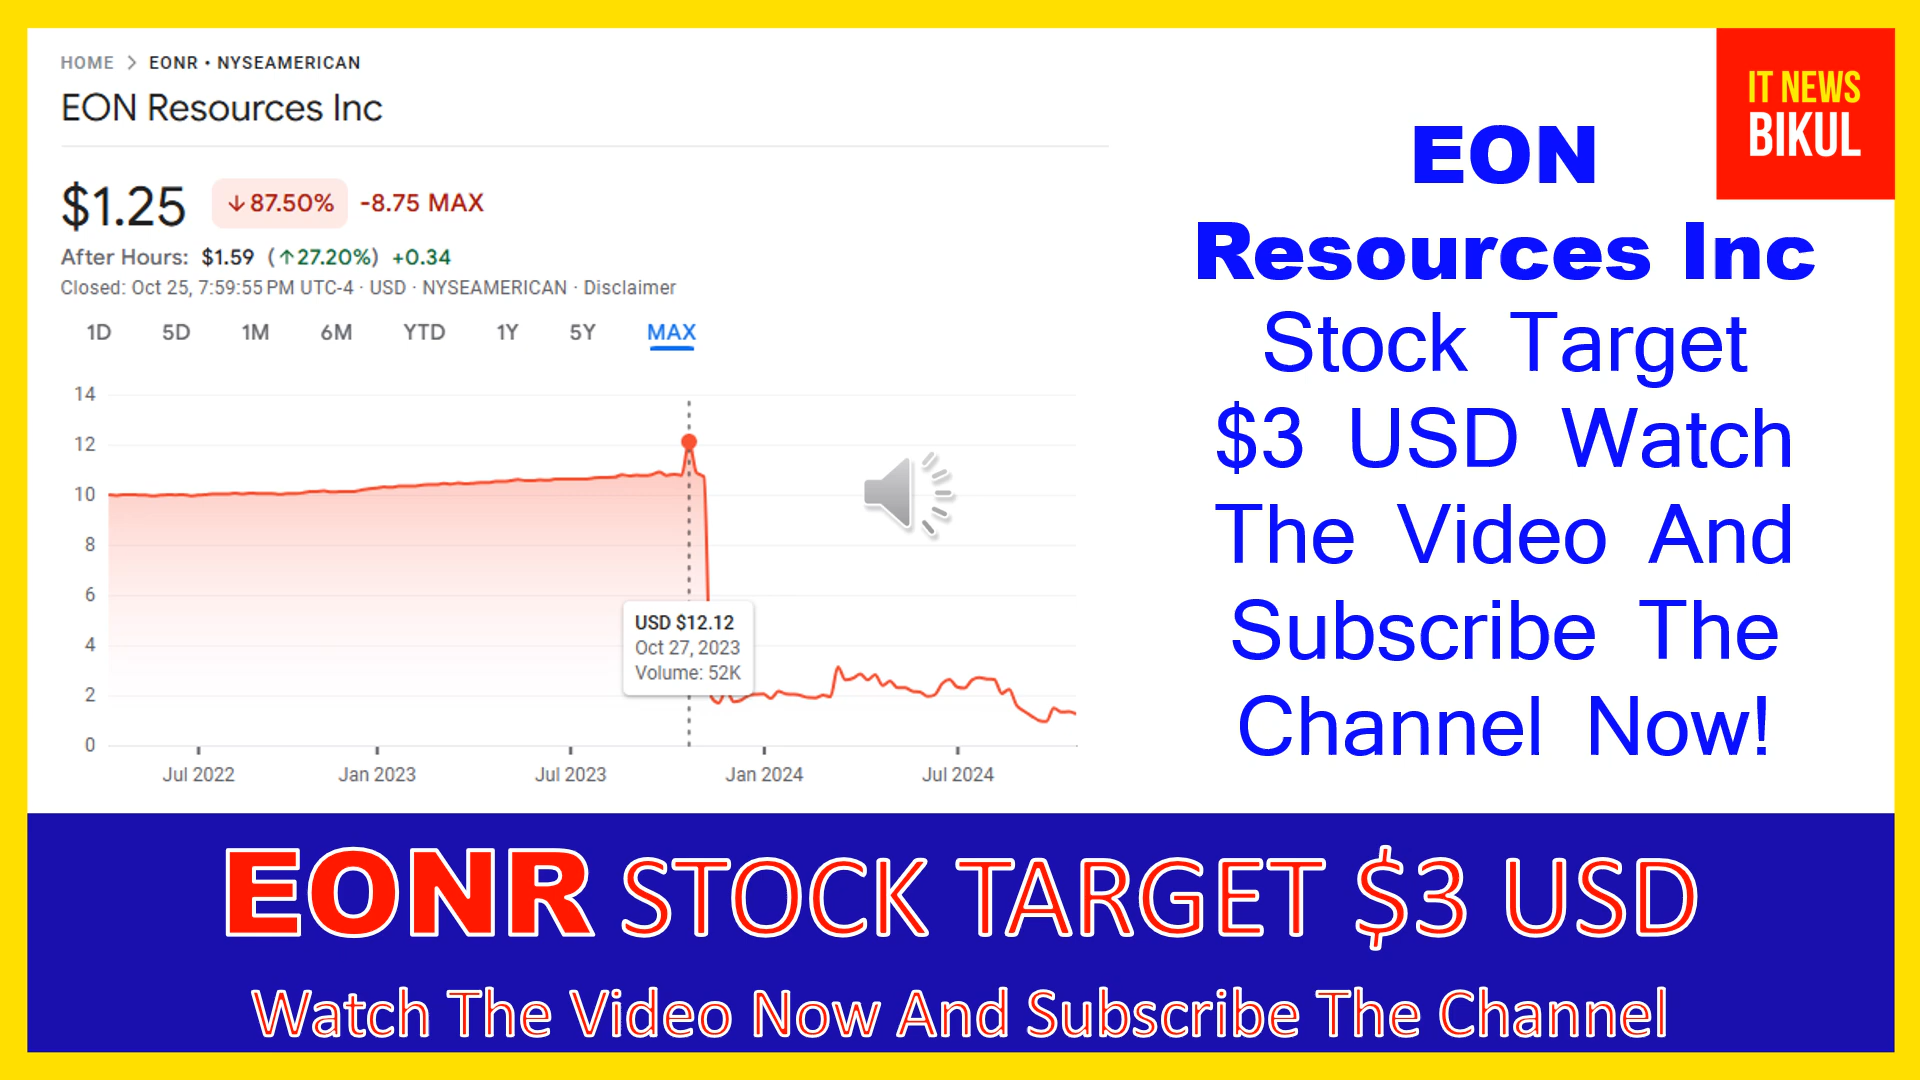 HOME > EONR • NYSEAMERICAN
EON Resources Inc
$1.25 ↓87.50% -8.75 MAX
After Hours: $1.59 (↑27.20%) +0.34
Closed: Oct 25, 7:59:55 PM UTC-4 · USD · NYSEAMERICAN · Disclaimer
1D 5D 1M 6M YTD 1Y 5Y MAX
14
12
10
8
6
4
2
0
USD $12.12
Oct 27, 2023
Volume: 52K
Jul 2022 Jan 2023 Jul 2023 Jan 2024 Jul 2024
IT NEWS
BIKUL
EON
Resources Inc
Stock Target
$3 USD Watch
The Video And
Subscribe The
Channel Now!
EONR STOCK TARGET $3 USD
Watch The Video Now And Subscribe The Channel